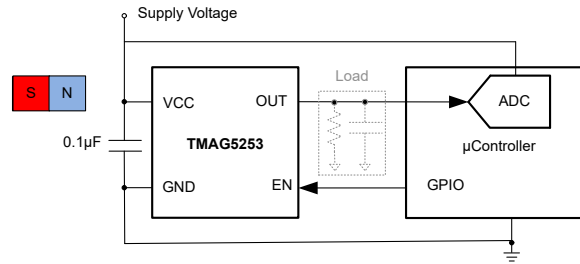 Supply Voltage
S N
VCC
OUT
Load
ADC
0.1µF
TMAG5253
µController
GND
EN
GPIO